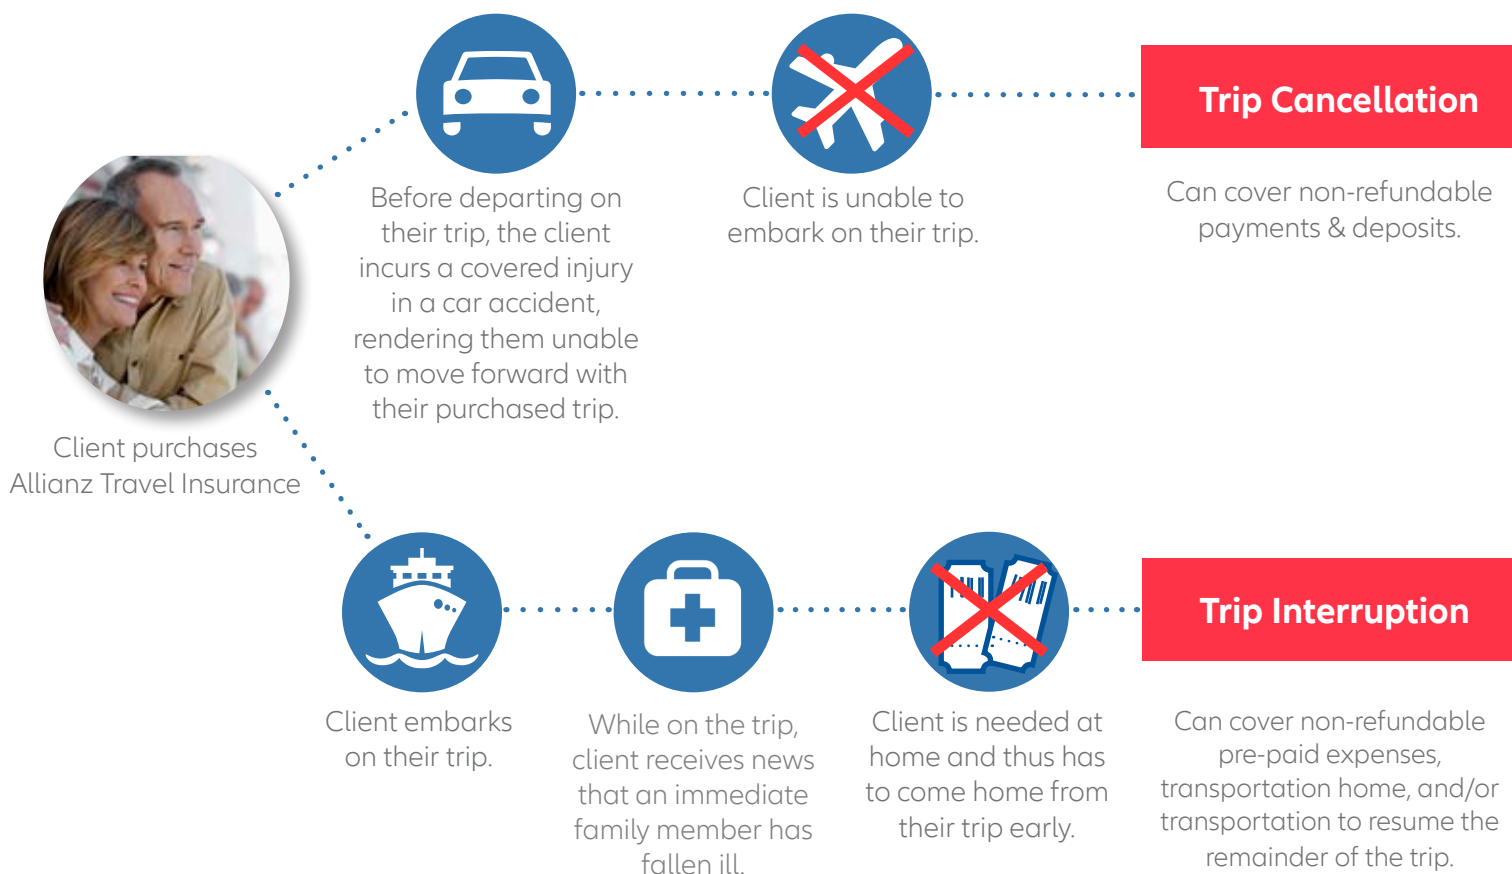 Trip Cancellation
Before departing on
their trip, the client
incurs a covered injury
in a car accident,
rendering them unable
to move forward with
their purchased trip.
Client is unable to
embark on their trip.
Can cover non-refundable
payments & deposits.
Client purchases
Allianz Travel Insurance
Trip Interruption
Client embarks
on their trip.
While on the trip,
client receives news
that an immediate
family member has
fallen ill.
Client is needed at
home and thus has
to come home from
their trip early.
Can cover non-refundable
pre-paid expenses,
transportation home, and/or
transportation to resume the
remainder of the trip.